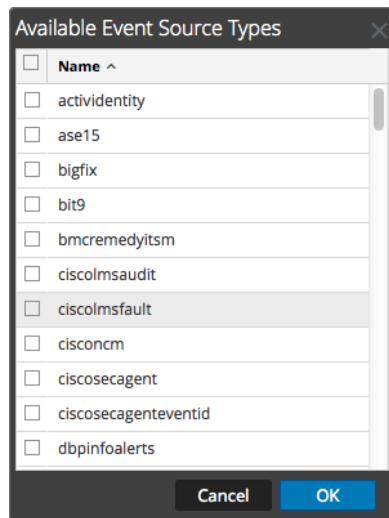 Available Event Source Types
Name
actividentity
ase15
bigfix
bit9
bmcremedyitsm
ciscolmsaudit
ciscolmsfault
cisconcm
ciscosecagent
ciscosecagenteventid
dbpinfoalerts
Cancel OK